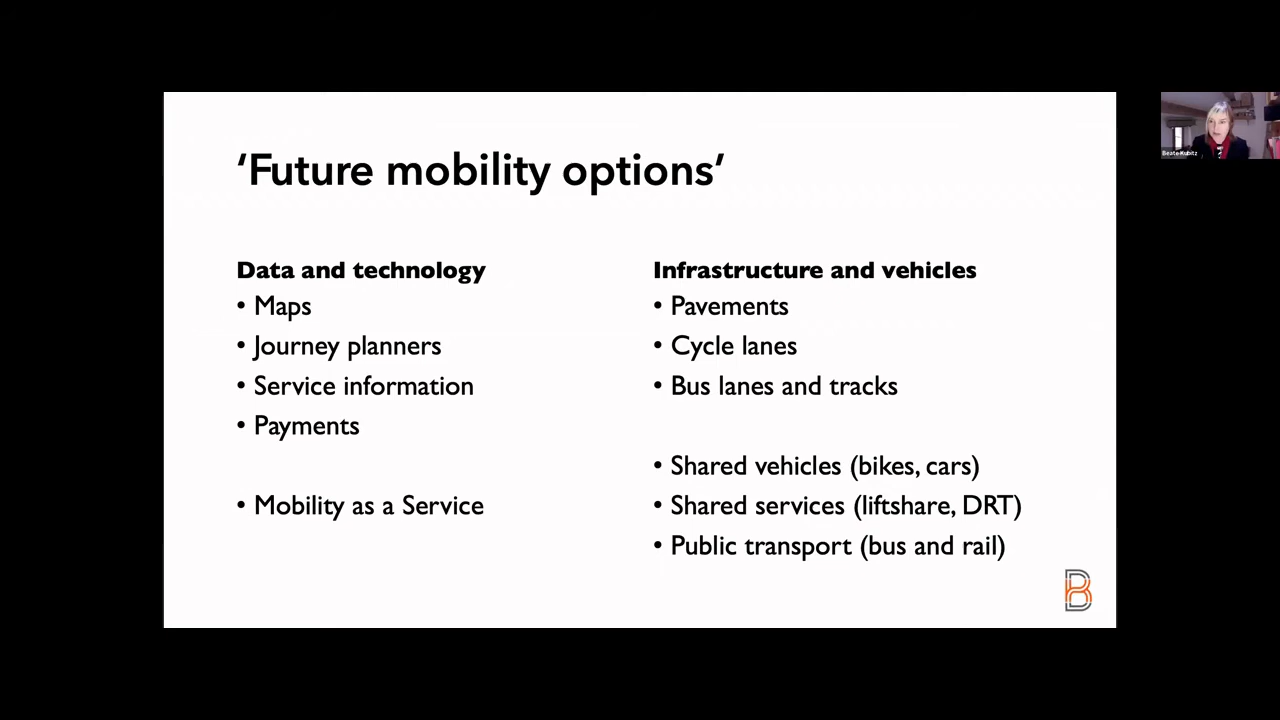 ‘Future mobility options’
Data and technology
• Maps
• Journey planners
• Service information
• Payments
• Mobility as a Service
Infrastructure and vehicles
• Pavements
• Cycle lanes
• Bus lanes and tracks
• Shared vehicles (bikes, cars)
• Shared services (liftshare, DRT)
• Public transport (bus and rail)
B
Beate Kubitz